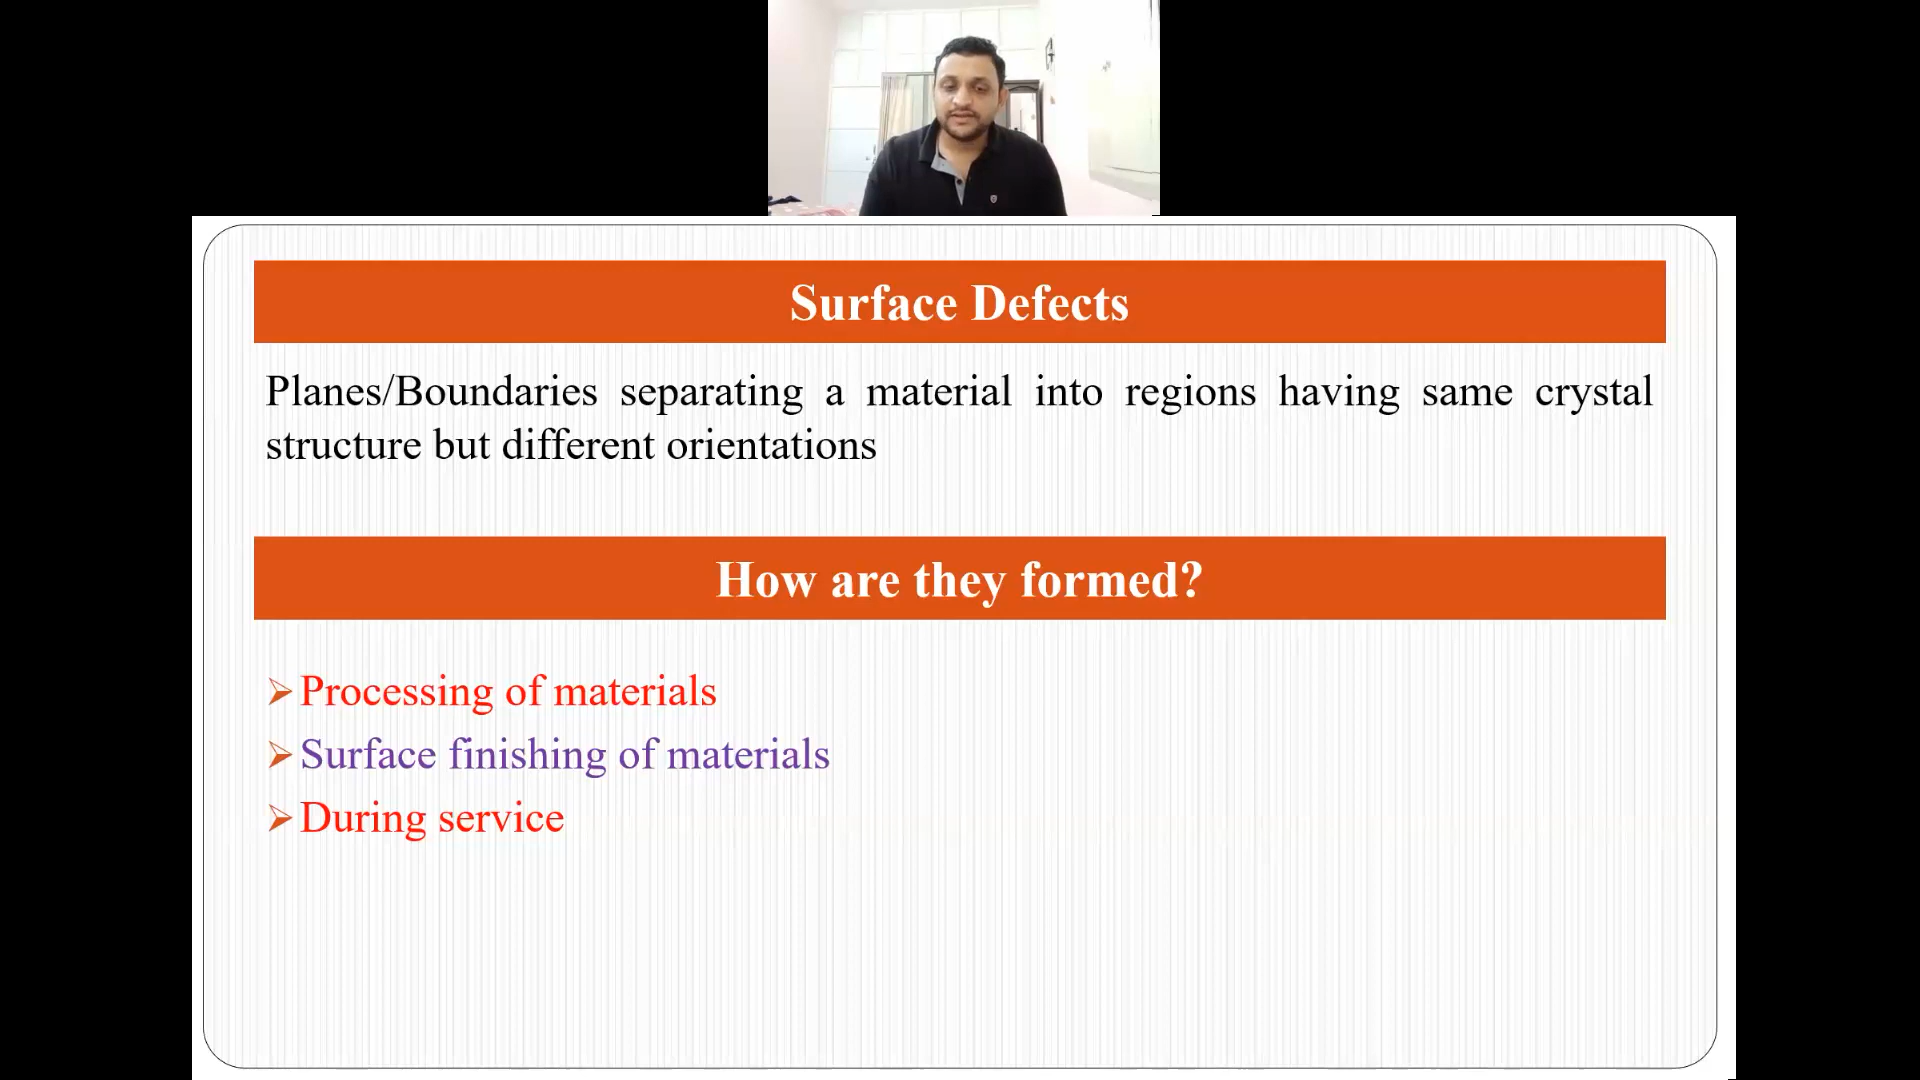 Surface Defects
Planes/Boundaries separating a material into regions having same crystal
structure but different orientations
How are they formed?
Processing of materials
Surface finishing of materials
During service